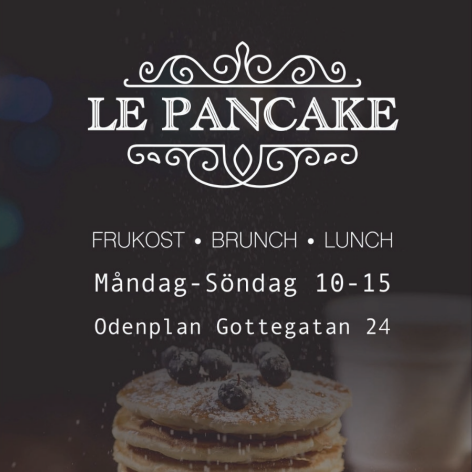 LE PANCAKE
FRUKOST • BRUNCH • LUNCH
Måndag-Söndag 10-15
Odenplan Gottegatan 24